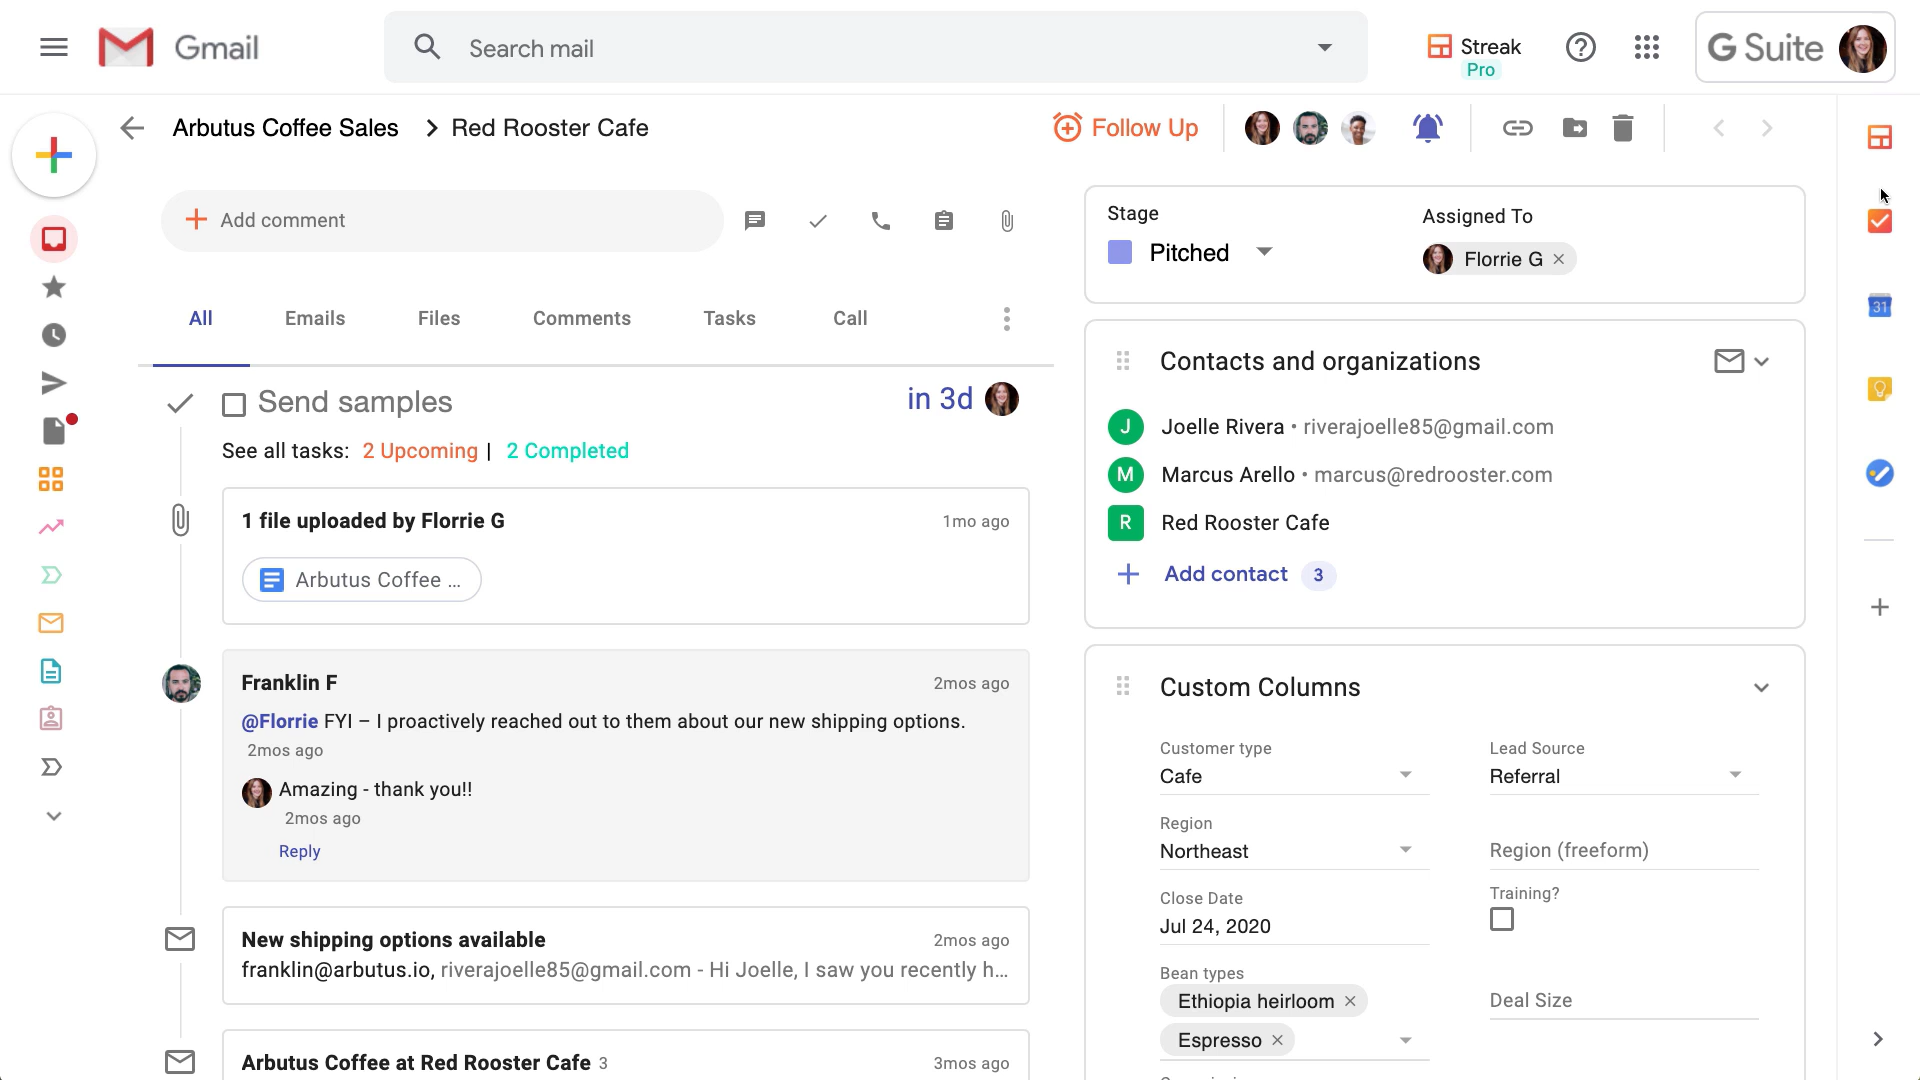 Gmail
Search mail
Streak
Pro
G Suite
Arbutus Coffee Sales
Red Rooster Cafe
Follow Up
Add comment
All
Emails
Files
Comments
Tasks
Call
Send samples
in 3d
See all tasks: 2 Upcoming | 2 Completed
1 file uploaded by Florrie G
1mo ago
Arbutus Coffee ...
Franklin F
2mos ago
@Florrie FYI – I proactively reached out to them about our new shipping options.
2mos ago
Amazing - thank you!!
2mos ago
Reply
New shipping options available
2mos ago
franklin@arbutus.io, riverajoelle85@gmail.com - Hi Joelle, I saw you recently h...
Arbutus Coffee at Red Rooster Cafe 3
3mos ago
Stage
Pitched
Assigned To
Florrie G
Contacts and organizations
J
Joelle Rivera • riverajoelle85@gmail.com
M
Marcus Arello • marcus@redrooster.com
R
Red Rooster Cafe
Add contact 3
Custom Columns
Customer type
Cafe
Lead Source
Referral
Region
Northeast
Region (freeform)
Close Date
Jul 24, 2020
Training?
Bean types
Ethiopia heirloom
Espresso
Deal Size
31